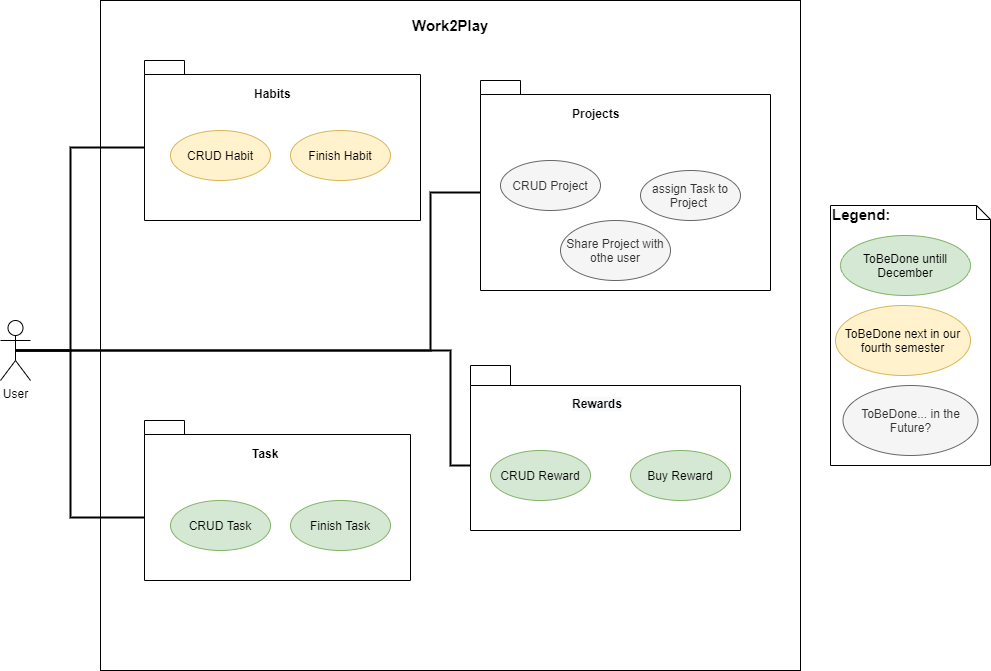 Work2Play
Habits
CRUD Habit
Finish Habit
Projects
CRUD Project
assign Task to
Project
Share Project with
othe user
User
Task
CRUD Task
Finish Task
Rewards
CRUD Reward
Buy Reward
Legend:
ToBeDone untill
December
ToBeDone next in our
fourth semester
ToBeDone... in the
Future?